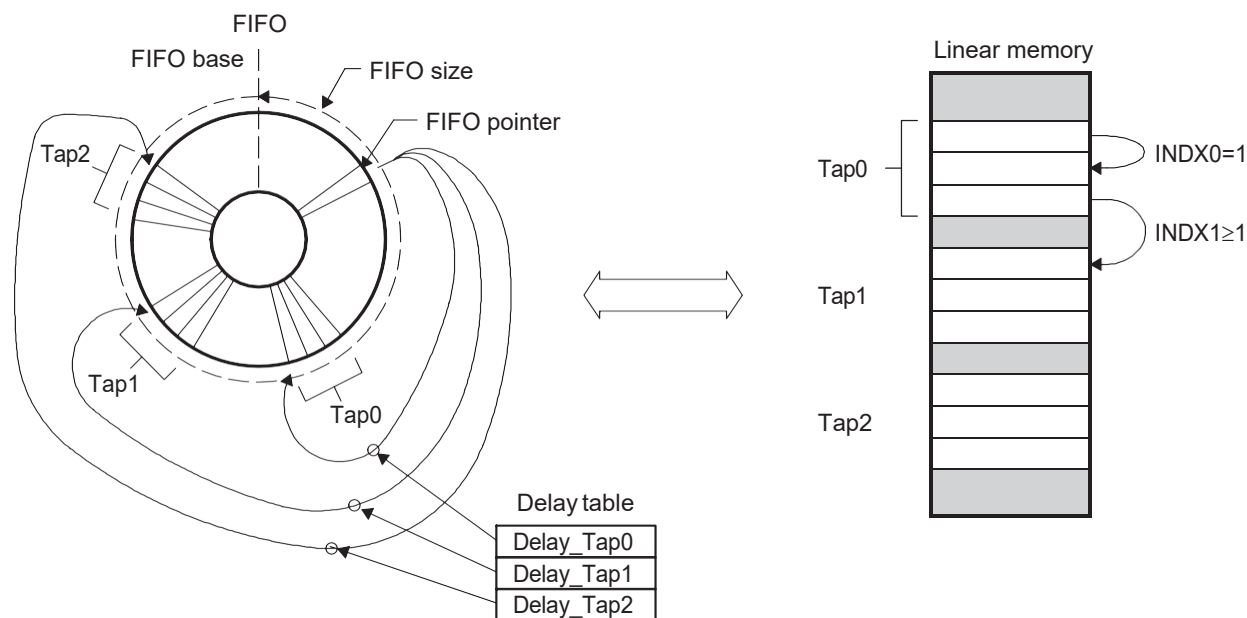 FIFO
FIFO base
FIFO size
FIFO pointer
Tap2
Tap1
Tap0
Delay table
Delay_Tap0
Delay_Tap1
Delay_Tap2
Linear memory
Tap0
INDX0=1
INDX1≥1
Tap1
Tap2